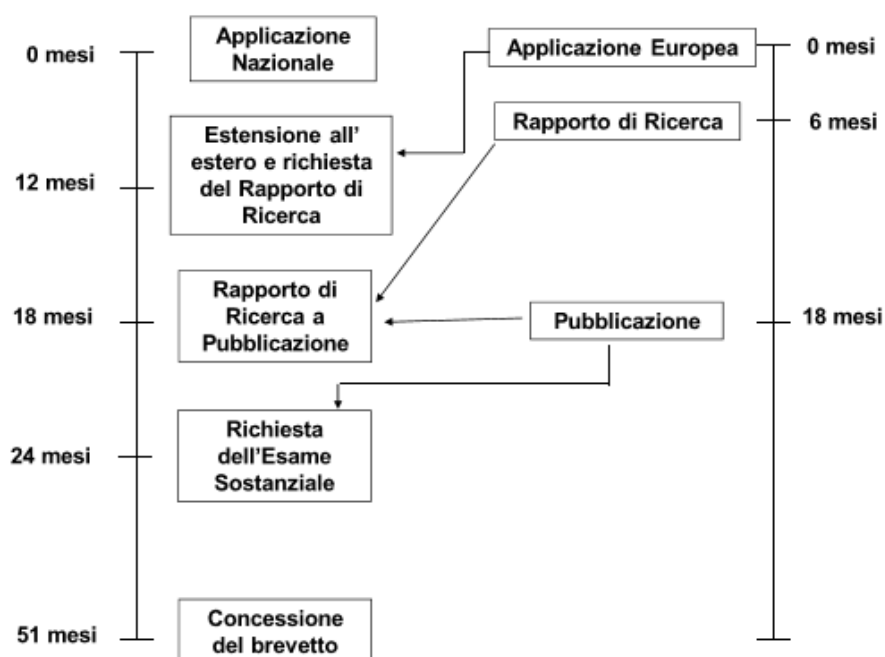 0 mesi
Applicazione
Nazionale
Applicazione Europea
0 mesi
Rapporto di Ricerca
6 mesi
Estensione all'
estero e richiesta
del Rapporto di
Ricerca
12 mesi
Rapporto di
Ricerca a
Pubblicazione
18 mesi
Pubblicazione
18 mesi
Richiesta
dell'Esame
Sostanziale
24 mesi
Concessione
del brevetto
51 mesi